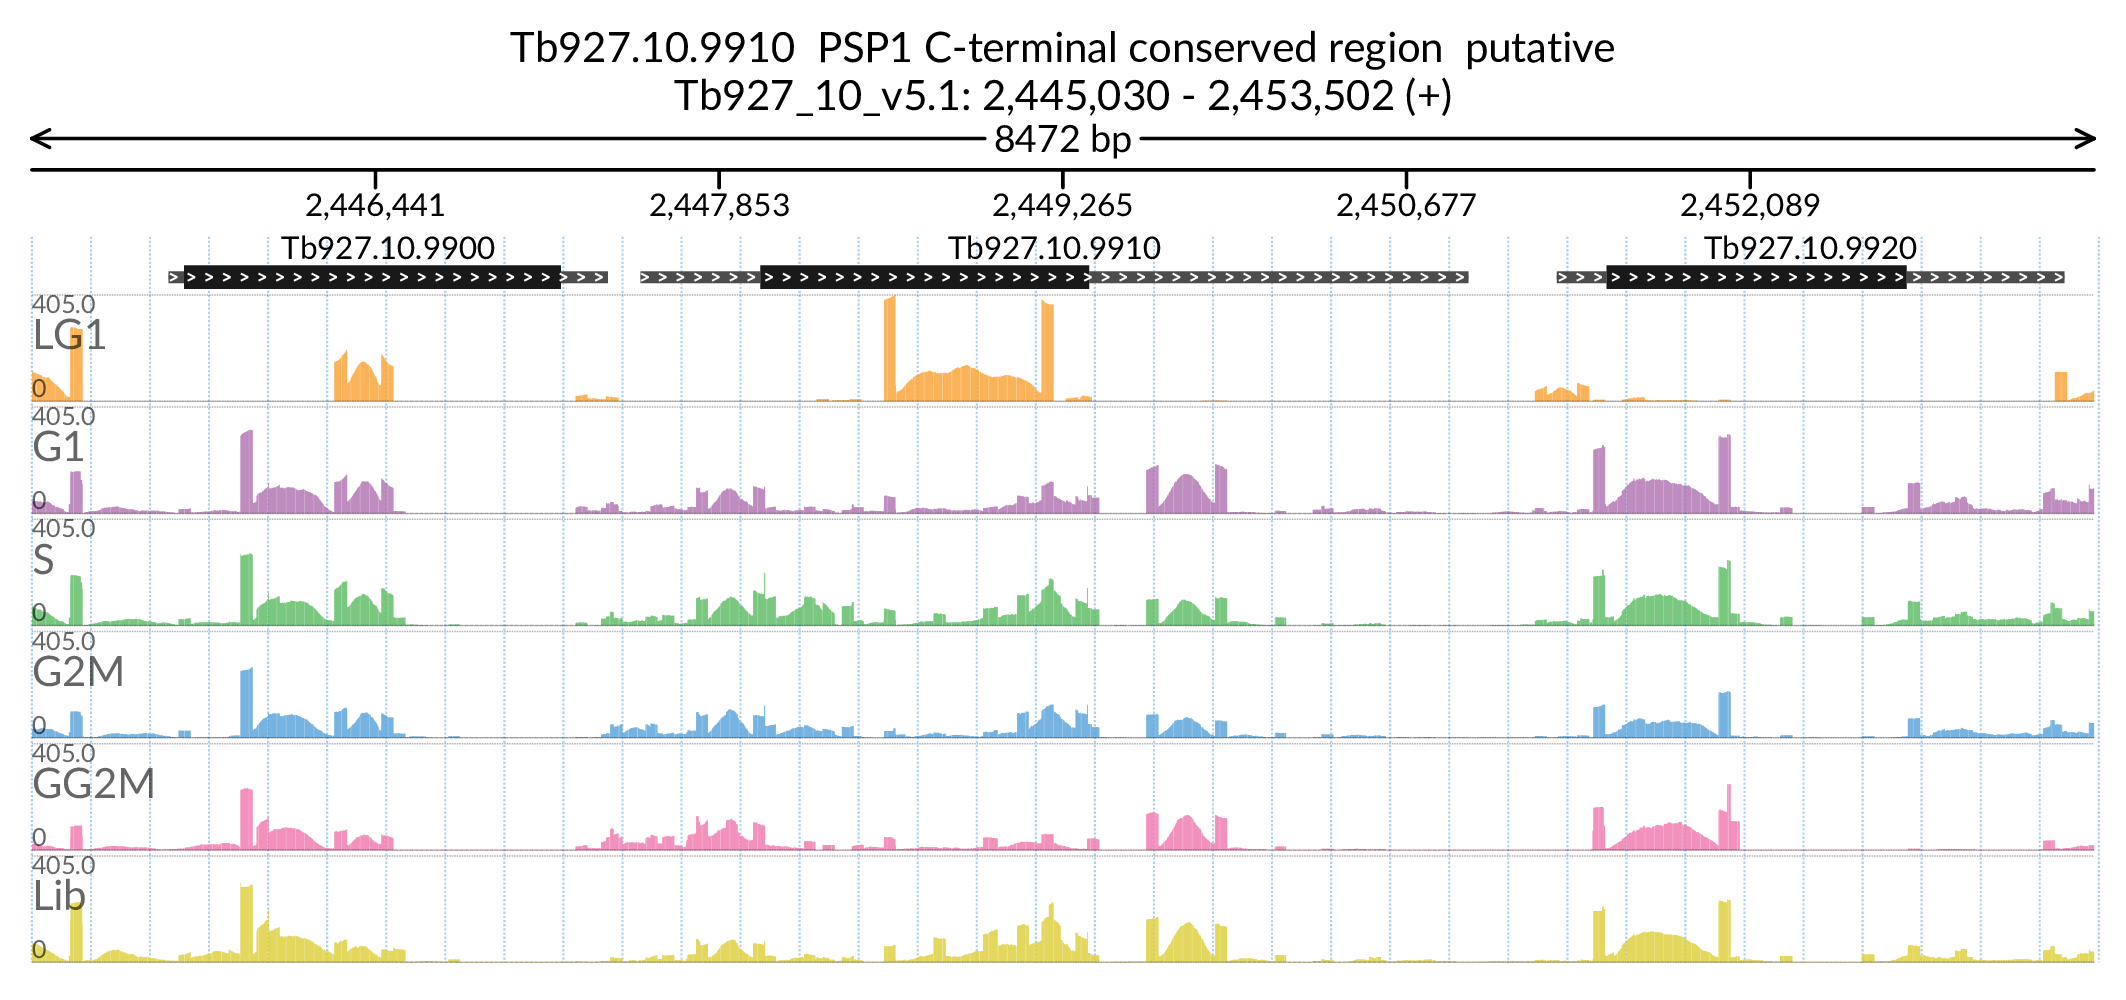 Tb927.10.9910  PSP1 C-terminal conserved region  putative
Tb927_10_v5.1: 2,445,030 - 2,453,502 (+)
8472 bp
2,446,441 2,447,853 2,449,265 2,450,677 2,452,089
Tb927.10.9900 Tb927.10.9910 Tb927.10.9920
405.0
LG1
0
405.0
G1
0
405.0
S
0
405.0
G2M
0
405.0
GG2M
0
405.0
Lib
0